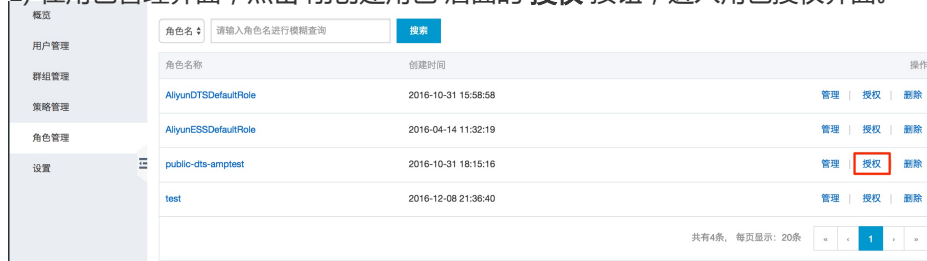 2) 在角色管理界面，点击 刚创建角色 后面的 授权 按钮，进入角色授权界面。
概览
用户管理
群组管理
策略管理
角色管理
设置
角色名 请输入角色名进行模糊查询 搜索
角色名称 创建时间 操作
AliyunDTSDefaultRole 2016-10-31 15:58:58 管理 | 授权 | 删除
AliyunESSDefaultRole 2016-04-14 11:32:19 管理 | 授权 | 删除
public-dts-amptest 2016-10-31 18:15:16 管理 | 授权 | 删除
test 2016-12-08 21:36:40 管理 | 授权 | 删除
共有4条， 每页显示：20条 « ‹ 1 › »